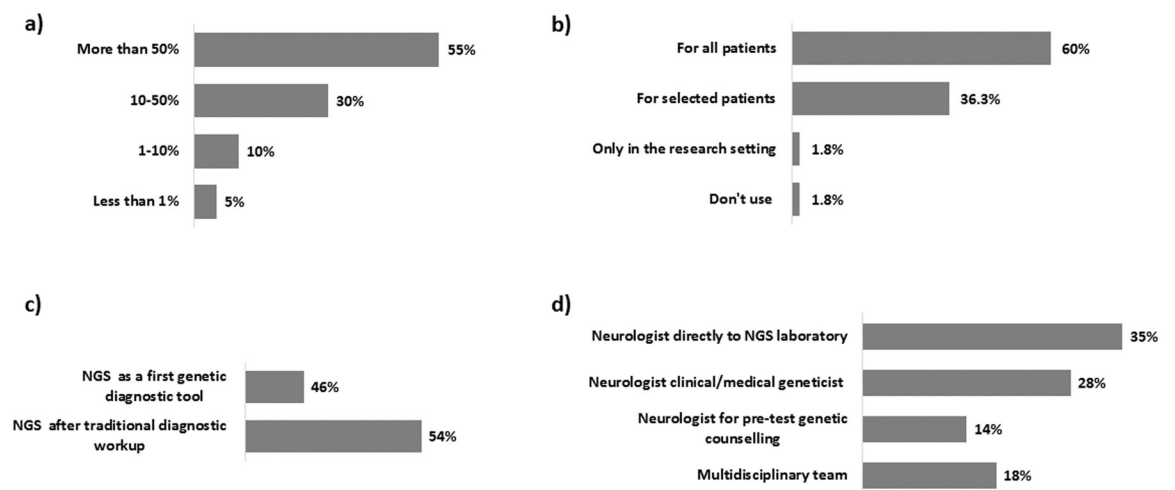 a)
More than 50%
55%
10-50%
30%
1-10%
10%
Less than 1%
5%
b)
For all patients
60%
For selected patients
36.3%
Only in the research setting
1.8%
Don't use
1.8%
c)
NGS as a first genetic
diagnostic tool
46%
NGS after traditional diagnostic
workup
54%
d)
Neurologist directly to NGS laboratory
35%
Neurologist clinical/medical geneticist
28%
Neurologist for pre-test genetic
counselling
14%
Multidisciplinary team
18%